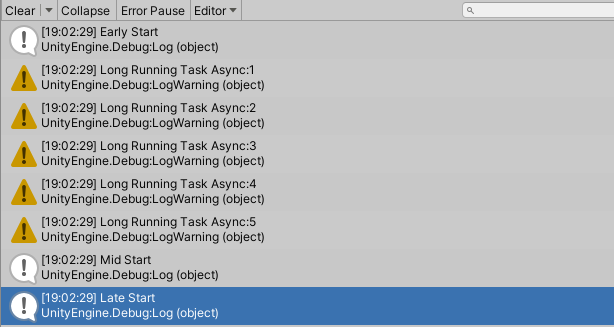 Clear Collapse Error Pause Editor
[19:02:29] Early Start
UnityEngine.Debug:Log (object)
[19:02:29] Long Running Task Async:1
UnityEngine.Debug:LogWarning (object)
[19:02:29] Long Running Task Async:2
UnityEngine.Debug:LogWarning (object)
[19:02:29] Long Running Task Async:3
UnityEngine.Debug:LogWarning (object)
[19:02:29] Long Running Task Async:4
UnityEngine.Debug:LogWarning (object)
[19:02:29] Long Running Task Async:5
UnityEngine.Debug:LogWarning (object)
[19:02:29] Mid Start
UnityEngine.Debug:Log (object)
[19:02:29] Late Start
UnityEngine.Debug:Log (object)